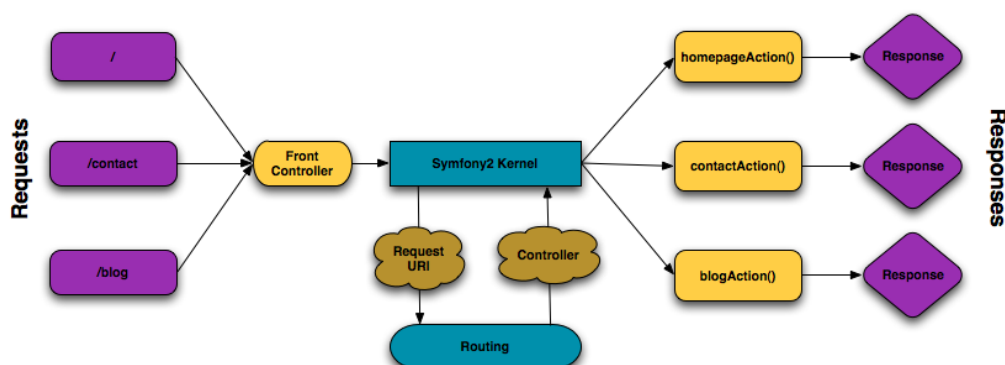 Requests
/
/contact
/blog
Front
Controller
Symfony2 Kernel
Request
URI
Controller
Routing
homepageAction()
contactAction()
blogAction()
Response
Response
Response
Responses